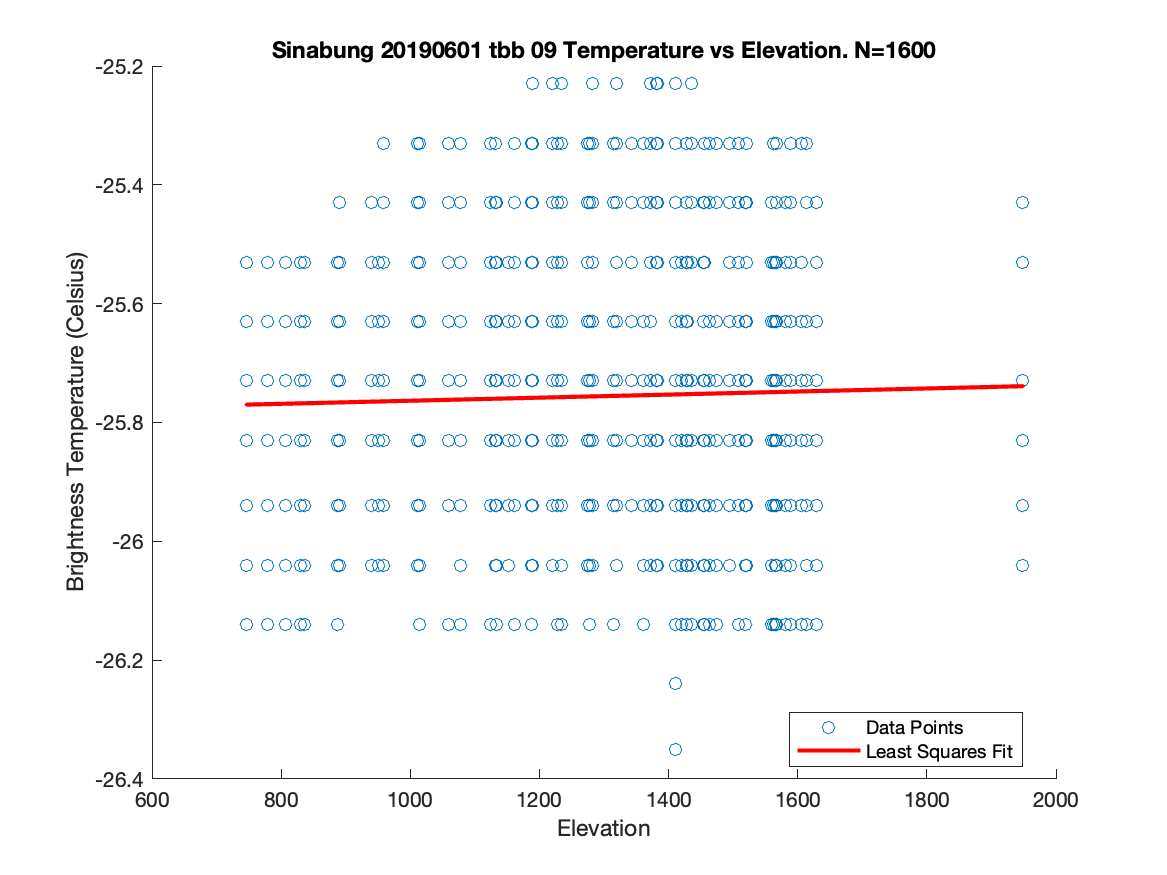 Sinabung 20190601 tbb 09 Temperature vs Elevation. N=1600
-25.2
-25.4
-25.6
-25.8
-26
-26.2
-26.4
Brightness Temperature (Celsius)
Data Points
Least Squares Fit
600 800 1000 1200 1400 1600 1800 2000
Elevation